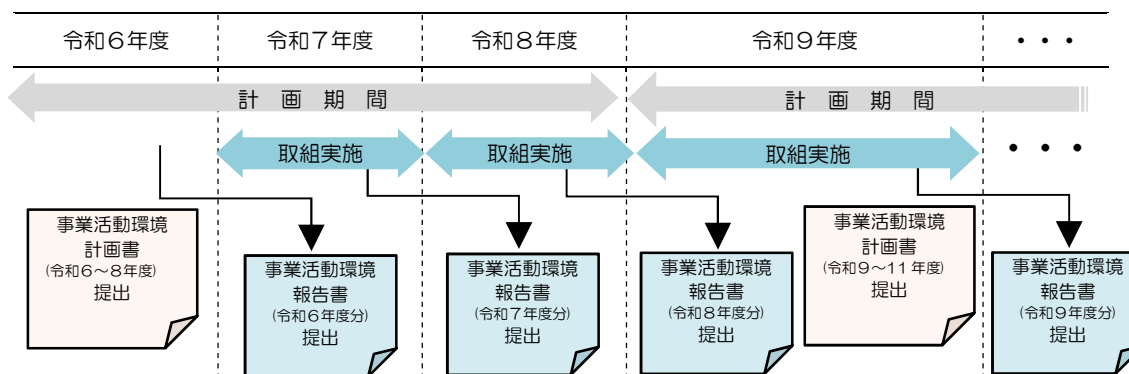 令和６年度
令和７年度
令和８年度
令和９年度
・・・
計画期間
計画期間
取組実施
取組実施
取組実施
・・・
事業活動環境
計画書
(令和6～8年度)
提出
事業活動環境
報告書
(令和6年度分)
提出
事業活動環境
報告書
(令和7年度分)
提出
事業活動環境
報告書
(令和8年度分)
提出
事業活動環境
計画書
(令和9～11年度)
提出
事業活動環境
報告書
(令和9年度分)
提出